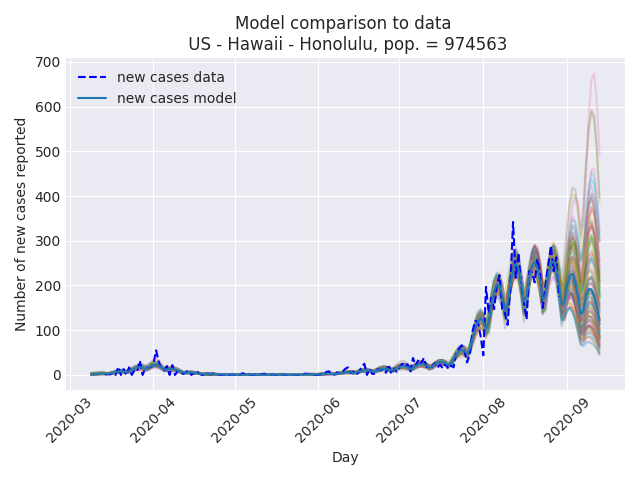 Model comparison to data
US - Hawaii - Honolulu, pop. = 974563
700
600
500
400
300
200
100
0
Number of new cases reported
new cases data
new cases model
2020-03
2020-04
2020-05
2020-06
2020-07
2020-08
2020-09
Day